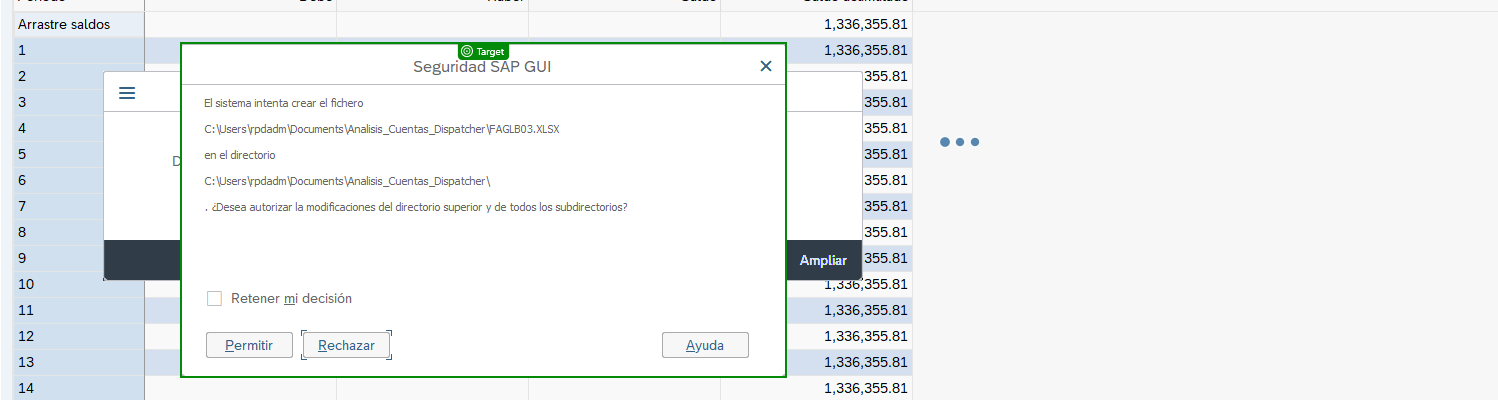 Arrastre saldos 1,336,355.81
1 1,336,355.81
Target
Seguridad SAP GUI
2 355.81
3 355.81
El sistema intenta crear el fichero
4 355.81
C:\Users\rpdadm\Documents\Analisis_Cuentas_Dispatcher\FAGLB03.XLSX
5 355.81
en el directorio
D
6 355.81
C:\Users\rpdadm\Documents\Analisis_Cuentas_Dispatcher\
7 355.81
. ¿Desea autorizar la modificaciones del directorio superior y de todos los subdirectorios?
8 355.81
9 355.81
Ampliar
10 1,336,355.81
Retener mi decisión
11 1,336,355.81
12 1,336,355.81
Permitir Rechazar Ayuda
13 1,336,355.81
14 1,336,355.81